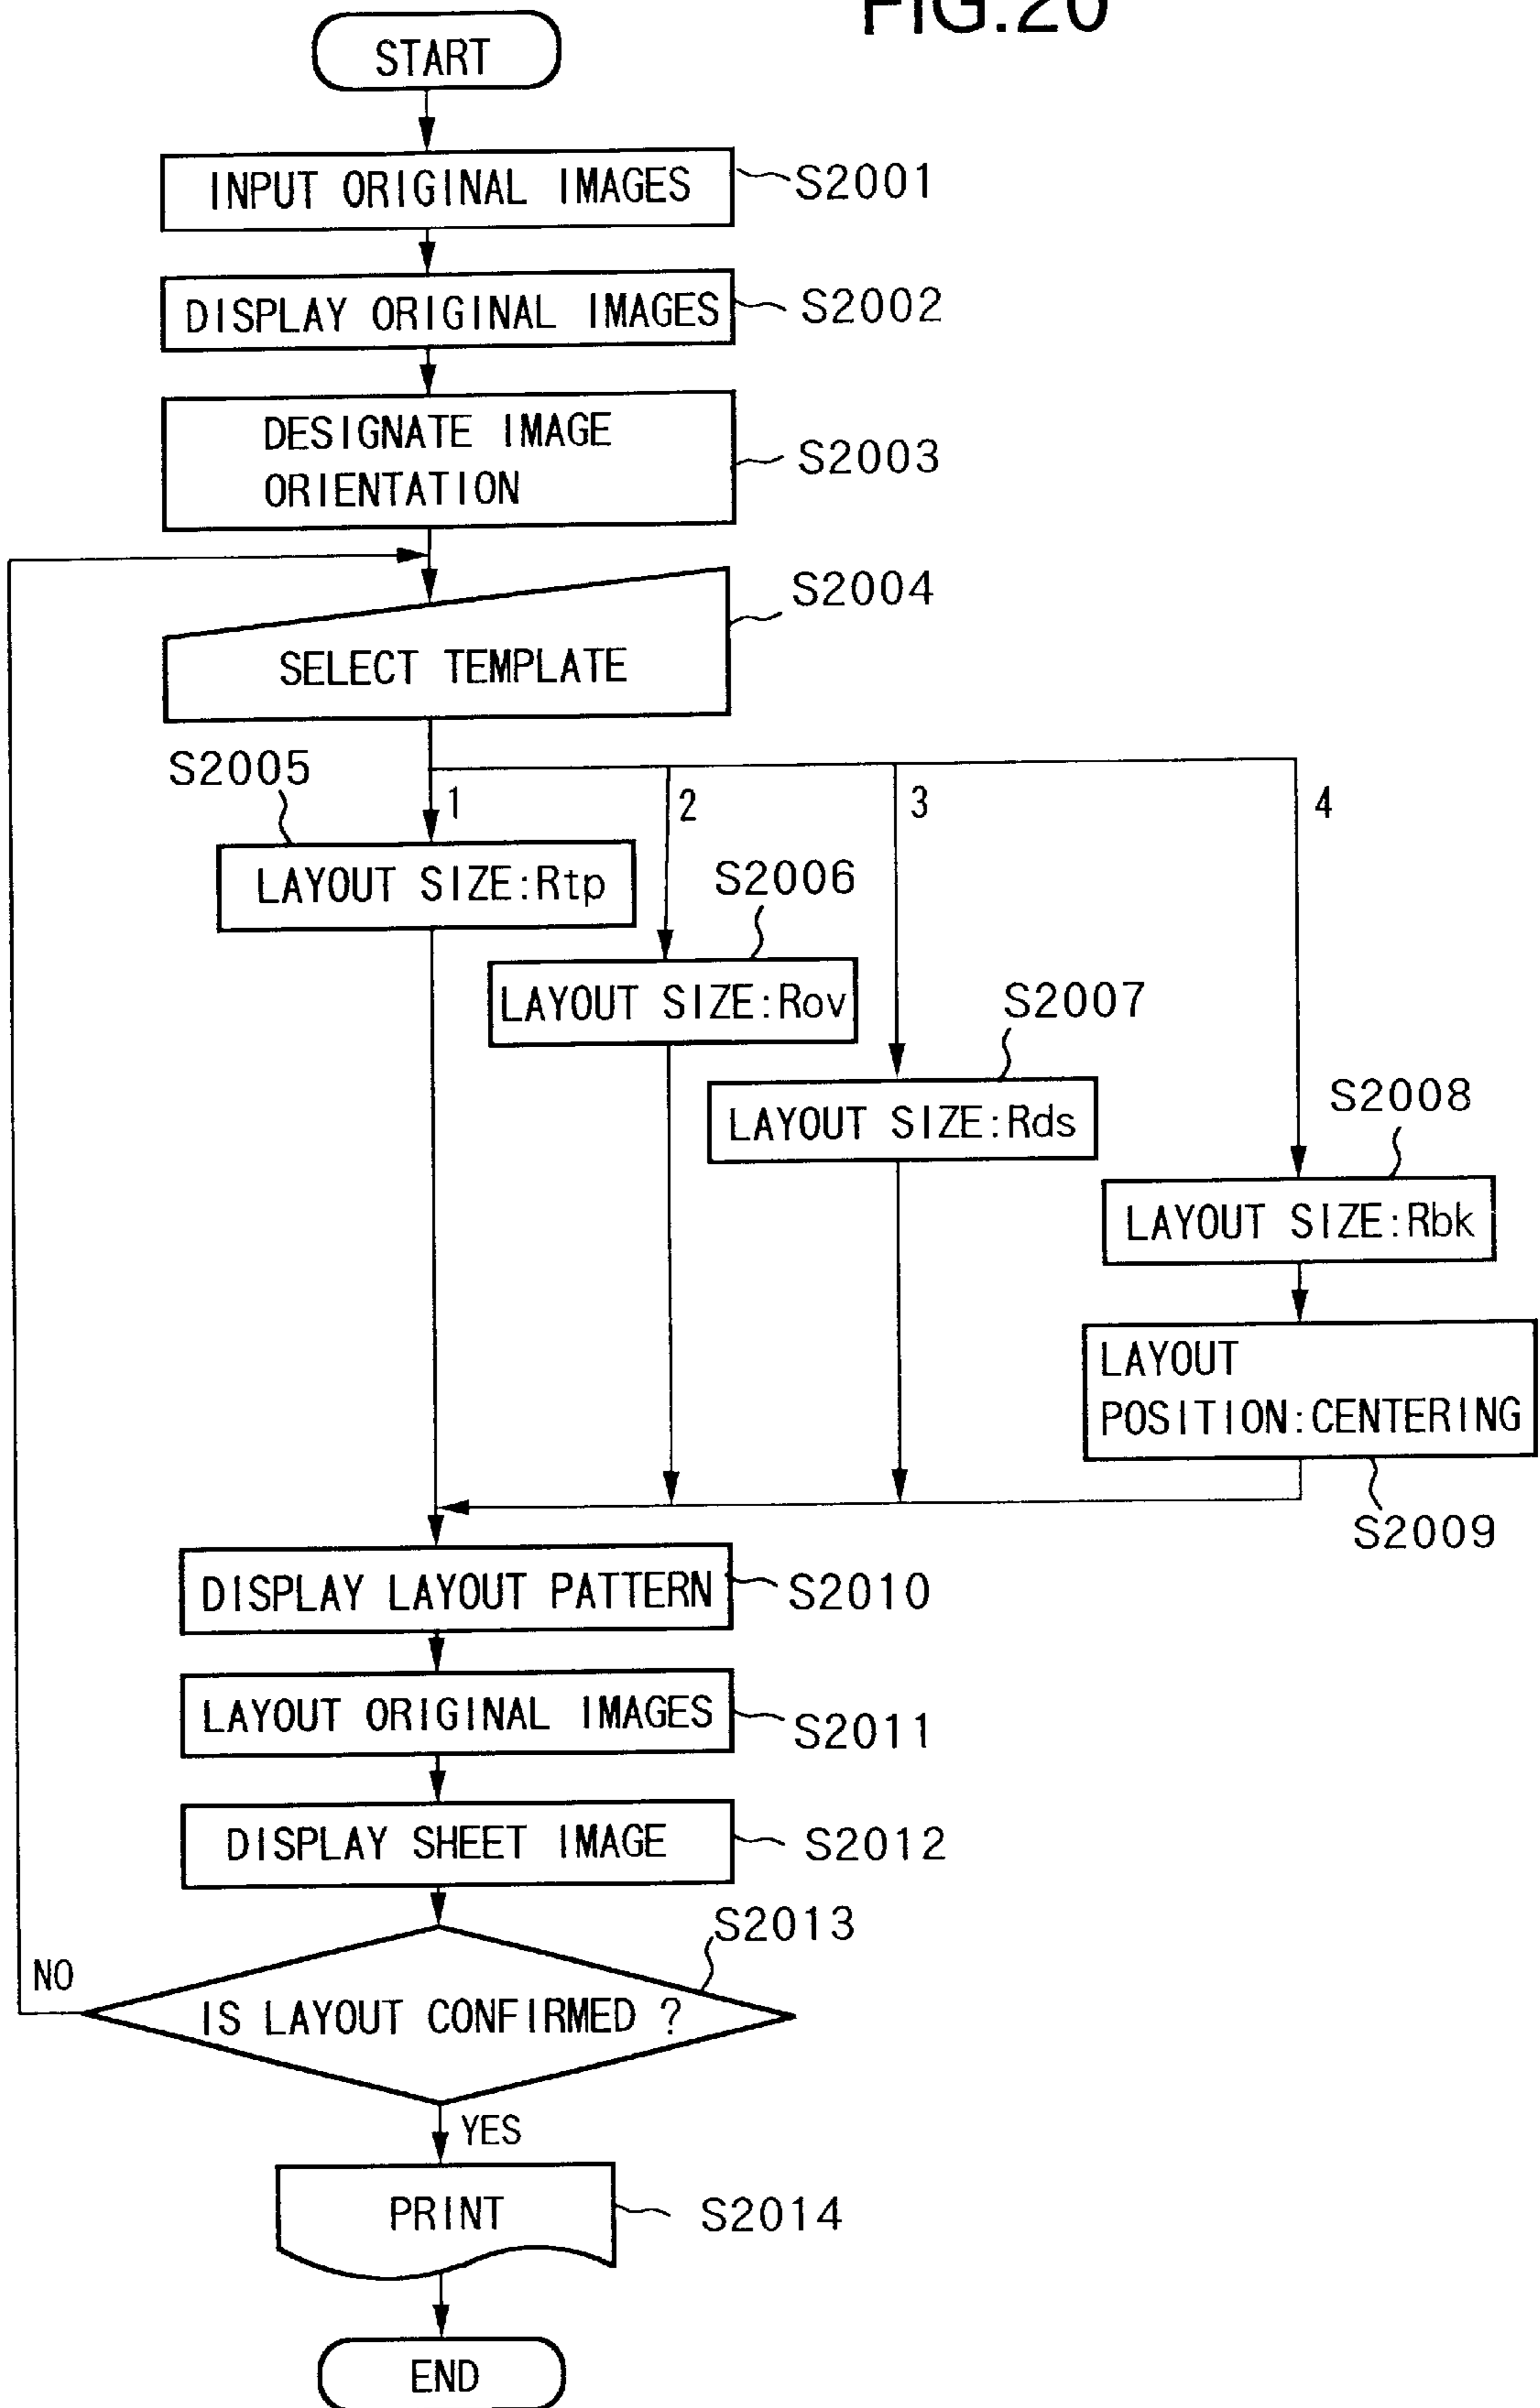 FIG.20
START
INPUT ORIGINAL IMAGES
S2001
DISPLAY ORIGINAL IMAGES
S2002
DESIGNATE IMAGE
ORIENTATION
S2003
S2004
SELECT TEMPLATE
S2005
1
2
3
4
LAYOUT SIZE:Rtp
S2006
LAYOUT SIZE:Rov
S2007
LAYOUT SIZE:Rds
S2008
LAYOUT SIZE:Rbk
LAYOUT
POSITION:CENTERING
S2009
DISPLAY LAYOUT PATTERN
S2010
LAYOUT ORIGINAL IMAGES
S2011
DISPLAY SHEET IMAGE
S2012
S2013
NO
IS LAYOUT CONFIRMED ?
YES
PRINT
S2014
END